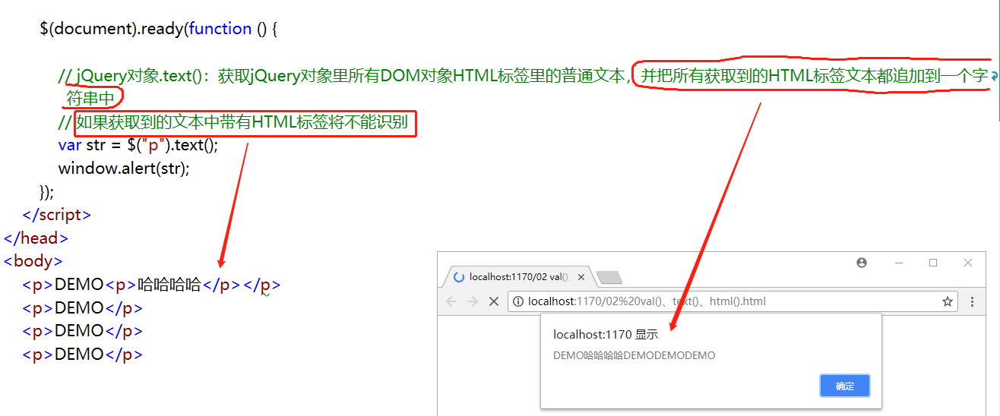 $(document).ready(function () {
// jQuery对象.text()：获取jQuery对象里所有DOM对象HTML标签里的普通文本，并把所有获取到的HTML标签文本都追加到一个字
符串中
// 如果获取到的文本中带有HTML标签将不能识别
var str = $("p").text();
window.alert(str);
});
</script>
</head>
<body>
<p>DEMO<p>哈哈哈哈</p></p>
<p>DEMO</p>
<p>DEMO</p>
<p>DEMO</p>
localhost:1170/02 val().
localhost:1170/02%20val()、text()、html().html
localhost:1170 显示
DEMO哈哈哈哈DEMODEMODEMO
确定